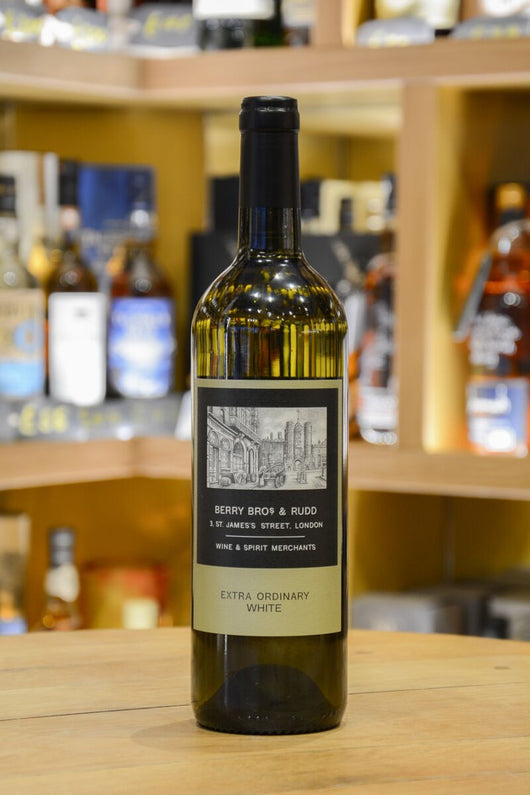 BERRY BROS & RUDD
3, ST. JAMES'S STREET, LONDON
WINE & SPIRIT MERCHANTS
EXTRA ORDINARY
WHITE